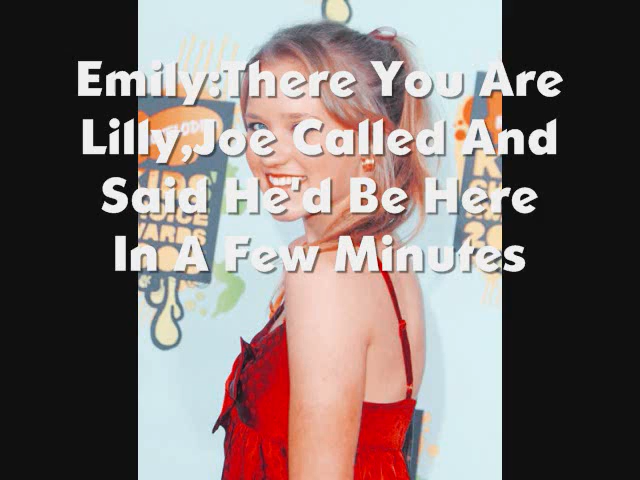 Emily:There You Are
Lilly,Joe Called And
Said He'd Be Here
In A Few Minutes